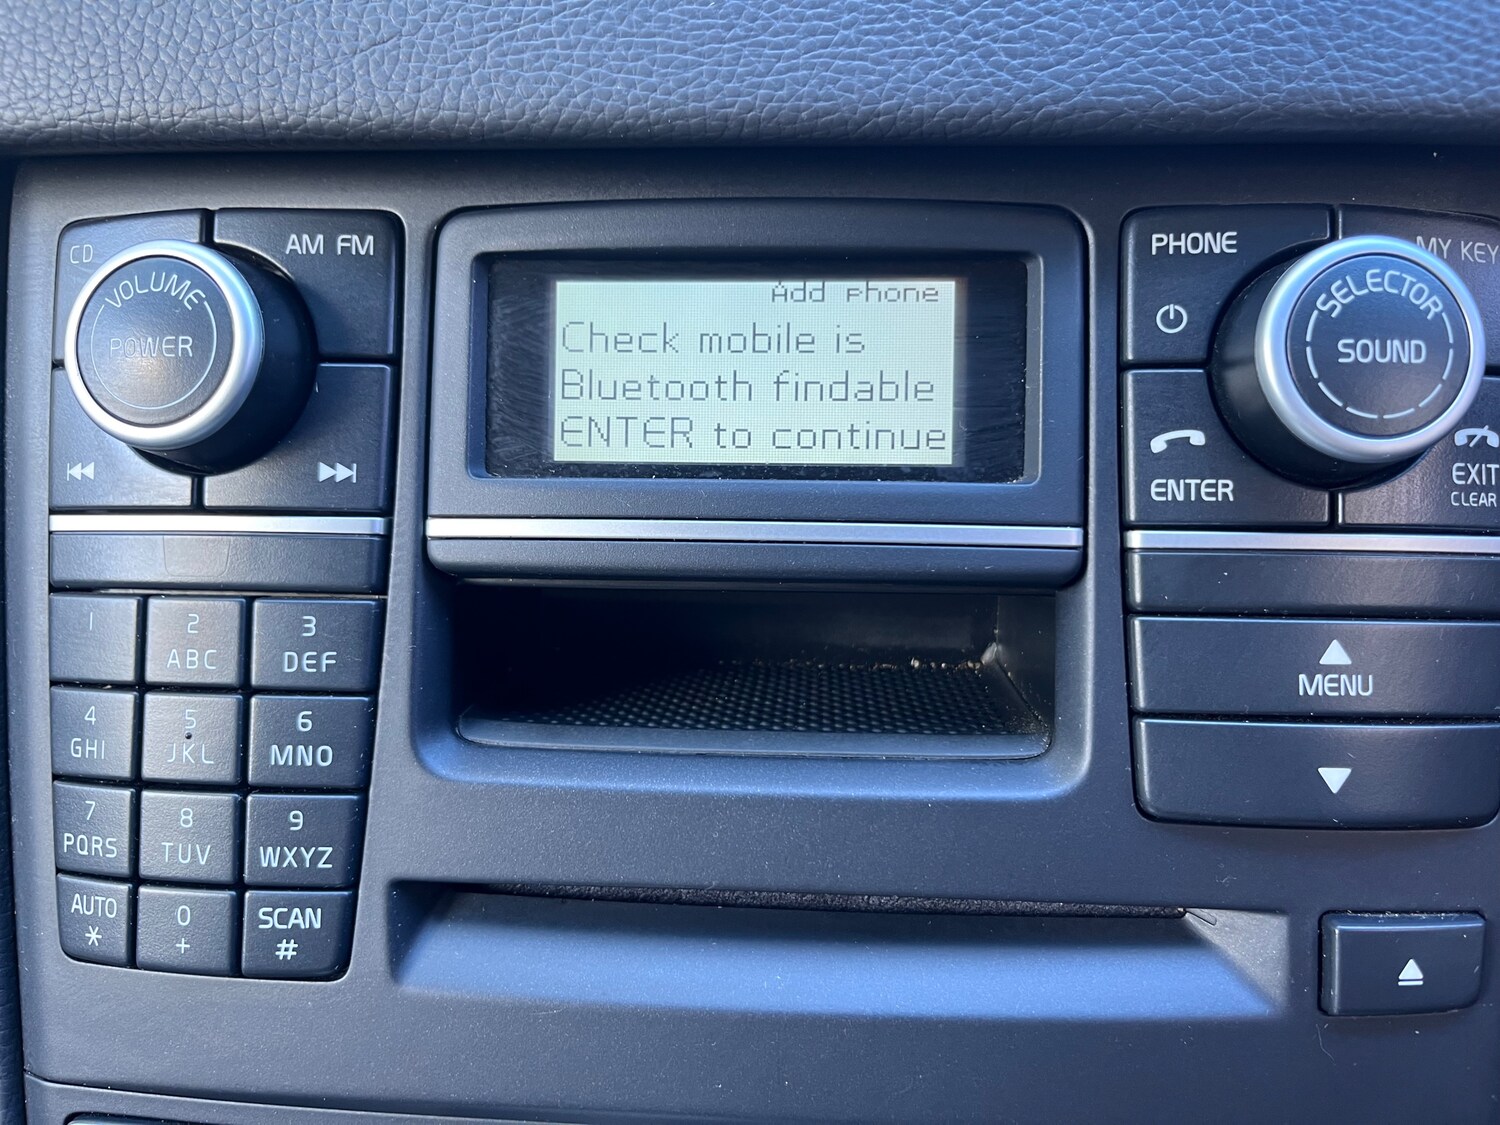 CD
AM FM
VOLUME
POWER
Add phone
Check mobile is
Bluetooth findable
ENTER to continue
PHONE
MY KEY
SELECTOR
SOUND
ENTER
EXIT
CLEAR
1
2
ABC
3
DEF
4
GHI
5
JKL
6
MNO
7
PQRS
8
TUV
9
WXYZ
AUTO
*
0
+
SCAN
#
MENU